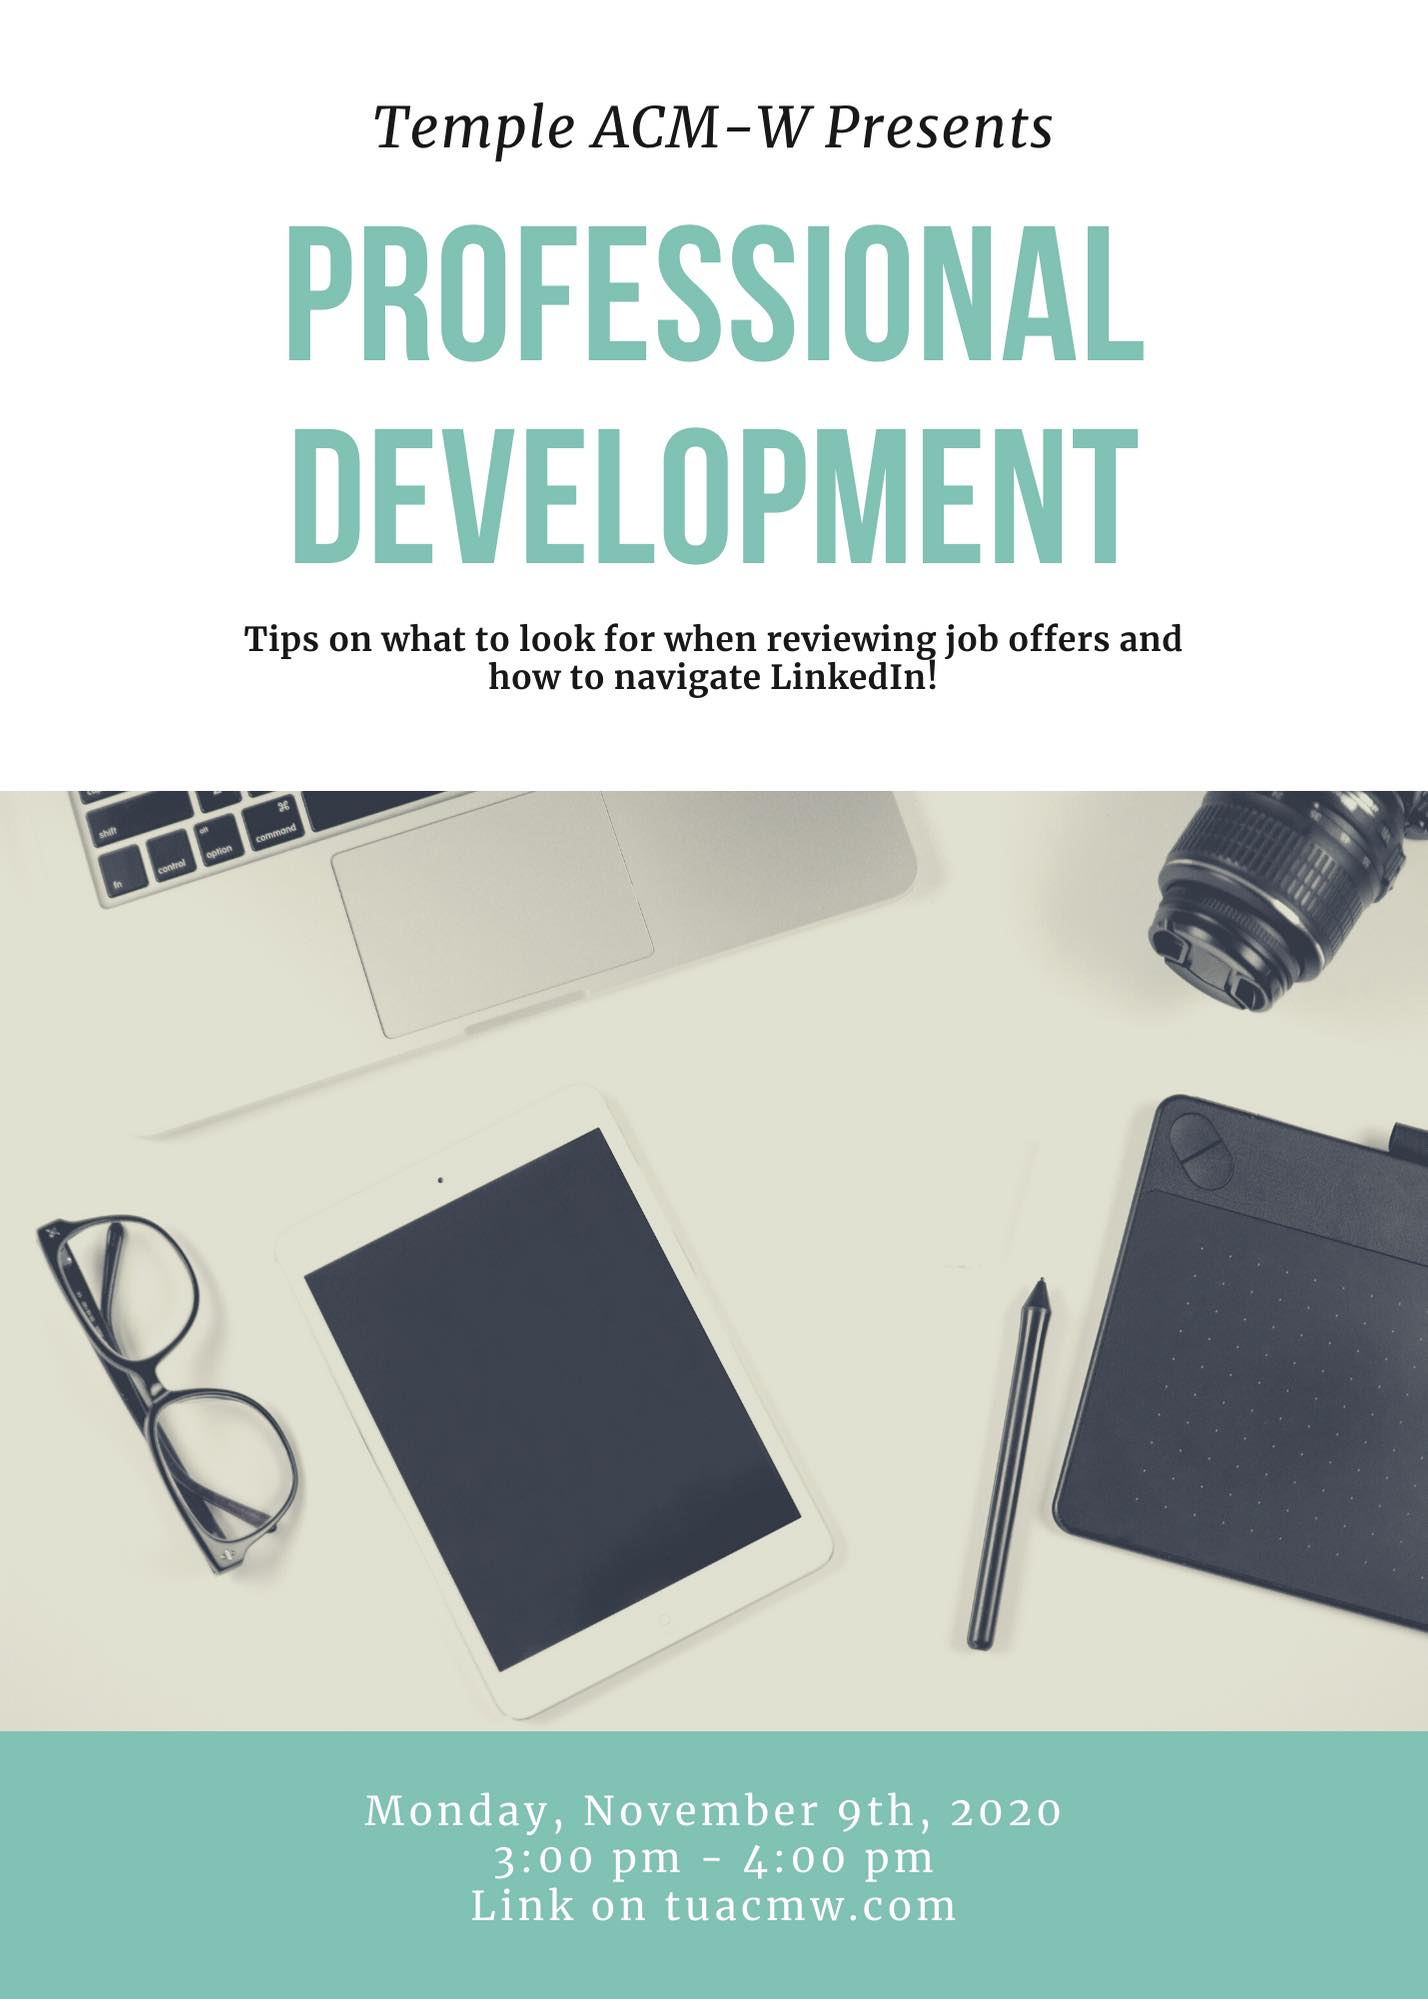 Temple ACM-W Presents
PROFESSIONAL
DEVELOPMENT
Tips on what to look for when reviewing job offers and
how to navigate LinkedIn!
shift
fn
control
alt
option
⌘
command
Monday, November 9th, 2020
3:00 pm - 4:00 pm
Link on tuacmw.com